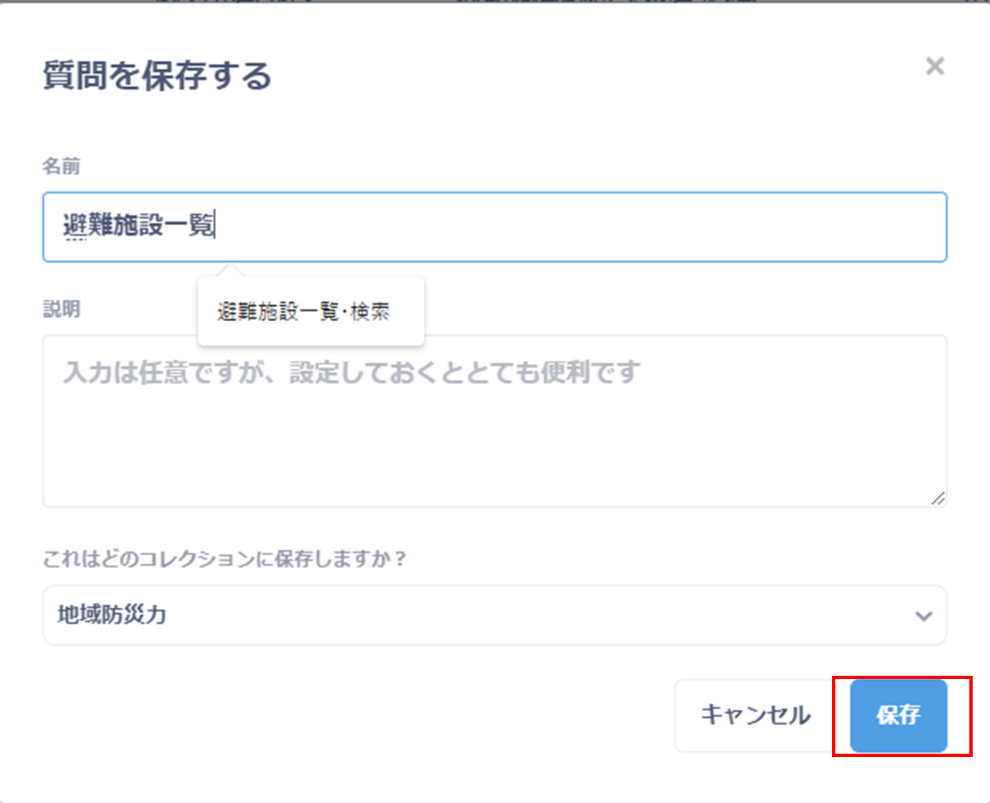 質問を保存する
×
名前
避難施設一覧
避難施設一覧・検索
説明
入力は任意ですが、設定しておくととても便利です
これはどのコレクションに保存しますか？
地域防災力
キャンセル
保存